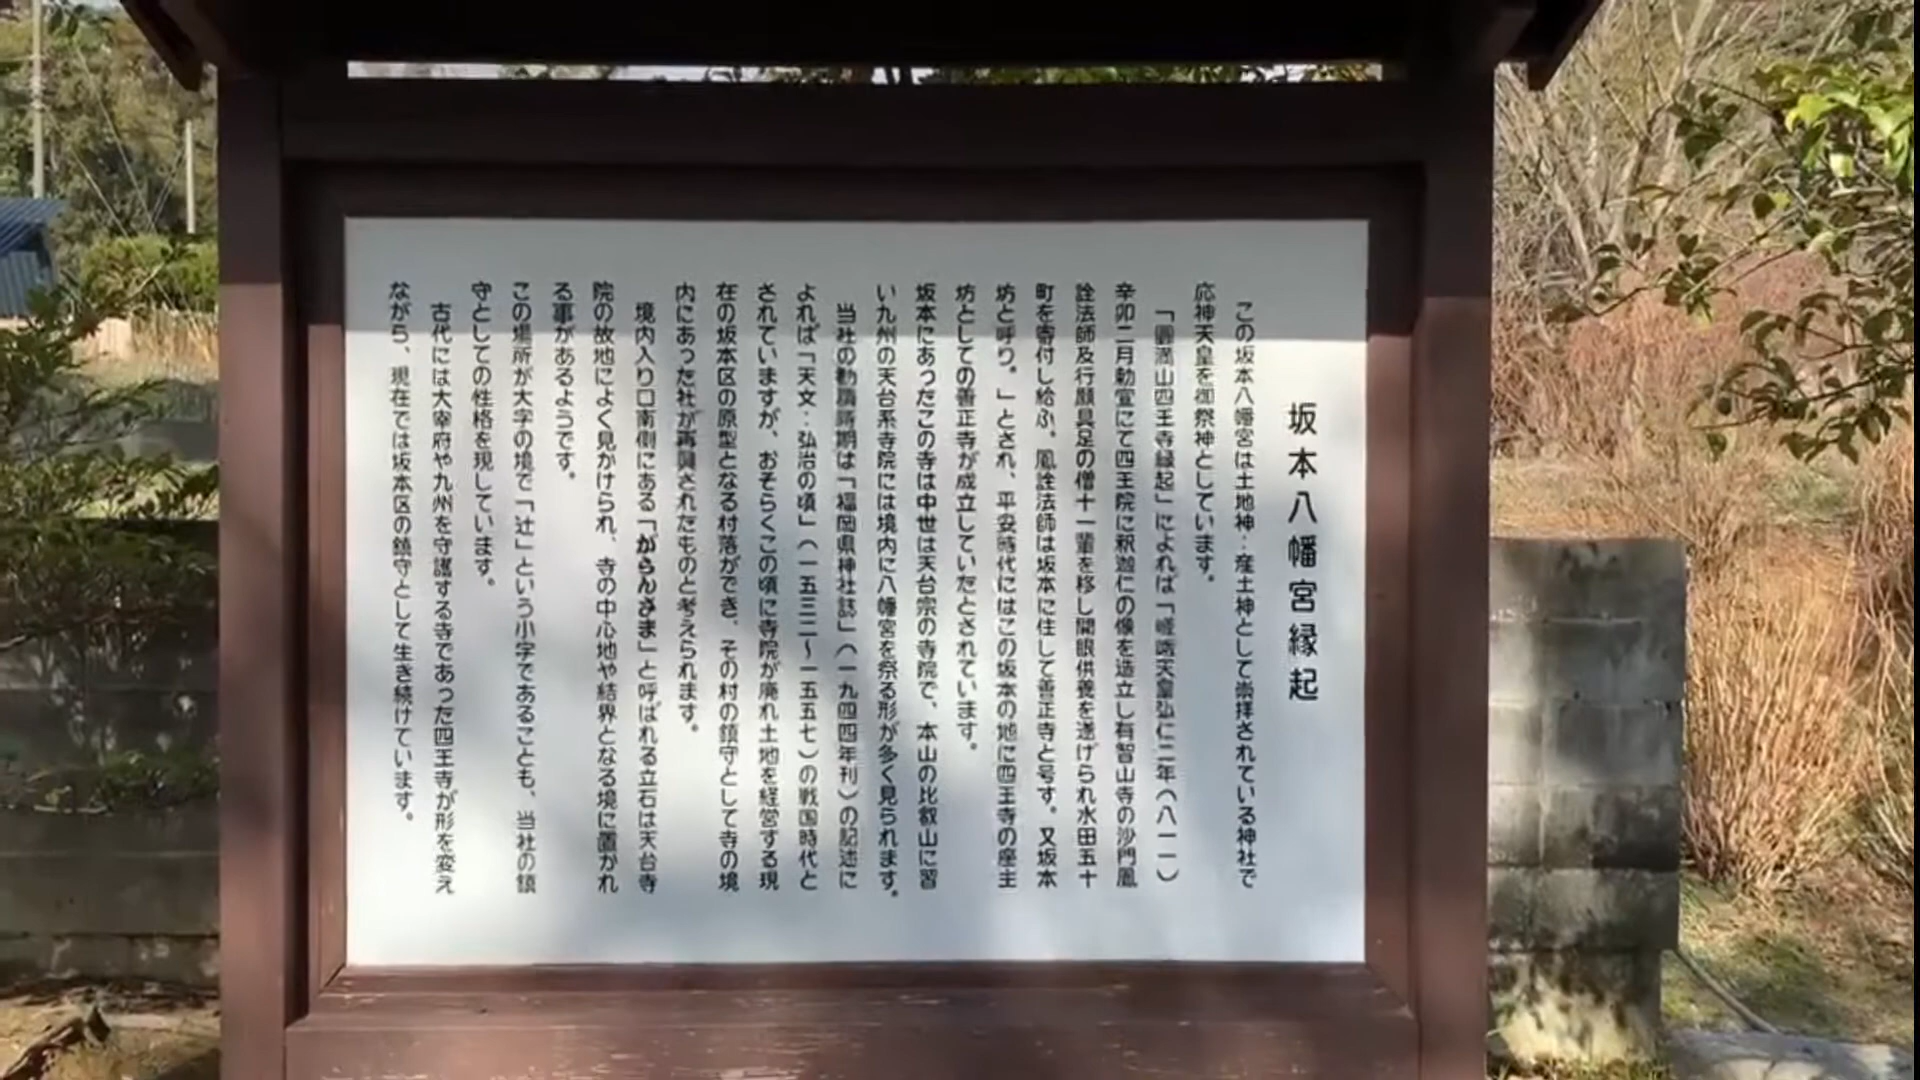 坂本八幡宮縁起
この坂本八幡宮は土地神・産土神として崇拝されている神社で
応神天皇を御祭神としています。
「圓満山四王寺縁起」によれば「嵯峨天皇弘仁二年(八一一)
辛卯二月勅宣にて四王院に釈迦仁の像を造立し有智山寺の沙門鳳
詮法師及行願具足の僧十一輩を移し開眼供養を遂げられ水田五十
町を寄付し給ふ。鳳詮法師は坂本に住して善正寺と号す。又坂本
坊と呼り。」とされ、平安時代にはこの坂本の地に四王寺の座主
坊としての善正寺が成立していたとされています。
坂本にあったこの寺は中世は天台宗の寺院で、本山の比叡山に習
い九州の天台系寺院には境内に八幡宮を祭る形が多く見られます。
当社の勧請時期は「福岡県神社誌」(一九四四年刊)の記述に
よれば「天文・弘治の頃」(一五三二~一五五七)の戦国時代と
されていますが、おそらくこの頃に寺院が廃れ土地を経営する現
在の坂本区の原型となる村落ができ、その村の鎮守として寺の境
内にあった社が再興されたものと考えられます。
境内入り口南側にある「がらんさま」と呼ばれる立石は天台寺
院の故地によく見かけられ、寺の中心地や結界となる境に置かれ
る事があるようです。
この場所が大字の境で「辻」という小字であることも、当社の鎮
守としての性格を現しています。
古代には大宰府や九州を守護する寺であった四王寺が形を変え
ながら、現在では坂本区の鎮守として生き続けています。